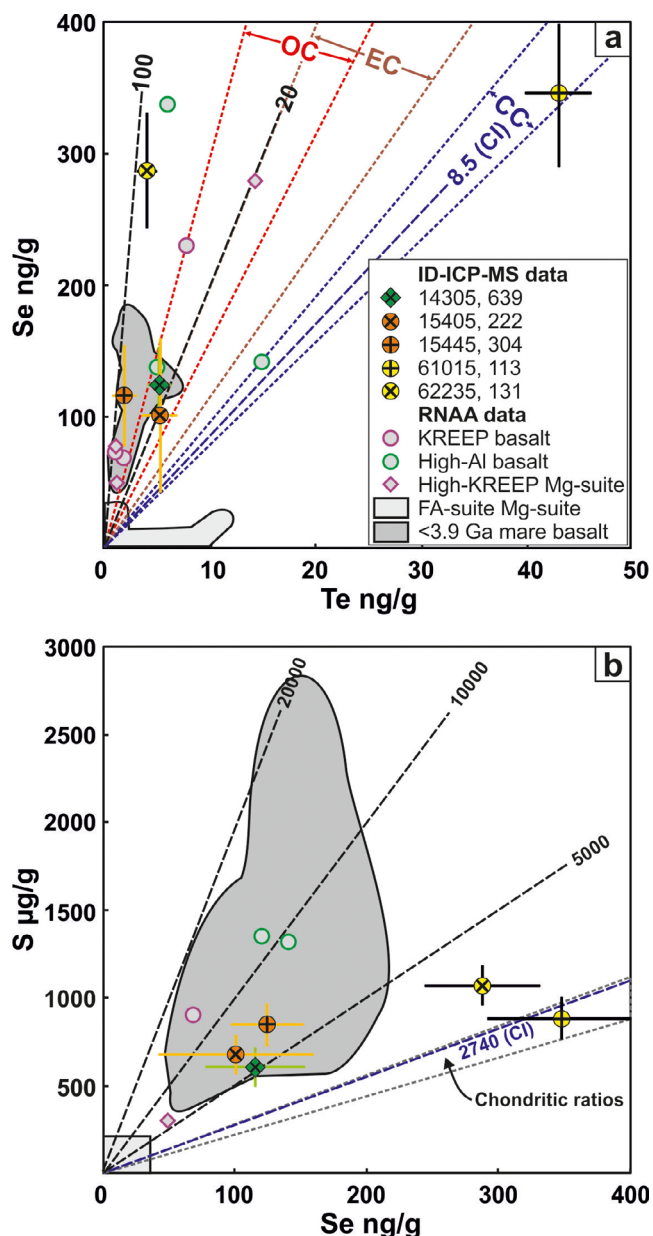 a
400
300
200
100
0
Se ng/g
100
OC
EC
20
CC
8.5 (CI)
ID-ICP-MS data
14305, 639
15405, 222
15445, 304
61015, 113
62235, 131
RNAA data
KREEP basalt
High-Al basalt
High-KREEP Mg-suite
FA-suite Mg-suite
<3.9 Ga mare basalt
0 10 20 30 40 50
Te ng/g
b
3000
2500
2000
1500
1000
500
0
S µg/g
20000
10000
5000
2740 (CI)
Chondritic ratios
0 100 200 300 400
Se ng/g